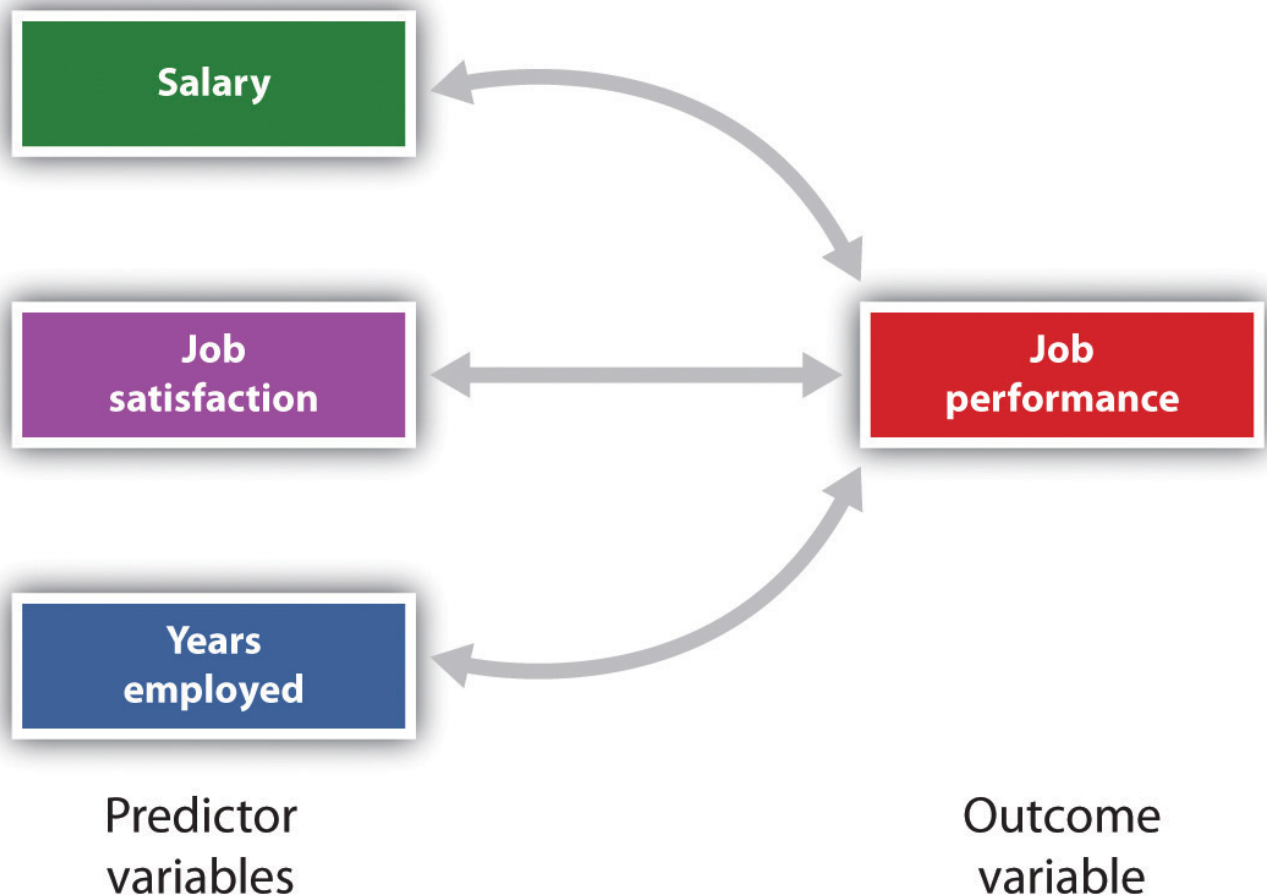 Salary
Job
satisfaction
Job
performance
Years
employed
Predictor
variables
Outcome
variable